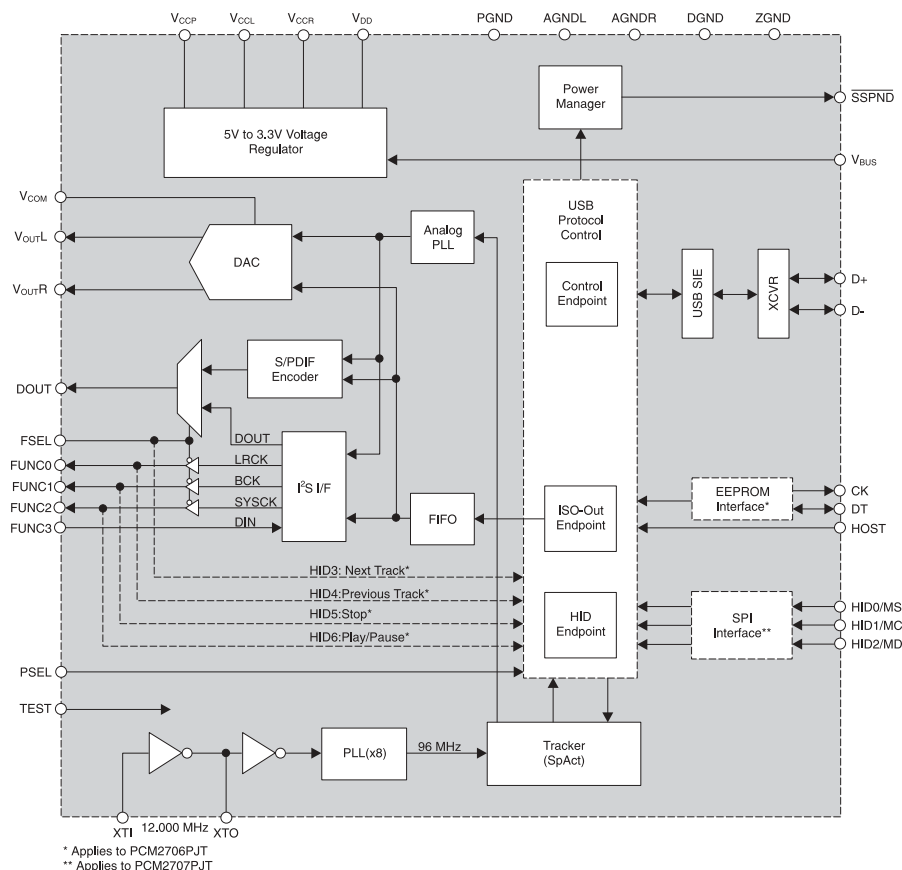 VCCP VCCL VCCR VDD PGND AGNDL AGNDR DGND ZGND
Power
Manager
SSPND
5V to 3.3V Voltage
Regulator
VBUS
VCOM
USB
Protocol
Control
VOUTL
DAC
Analog
PLL
VOUTR
Control
Endpoint
USB SIE
XCVR
D+
D-
S/PDIF
Encoder
DOUT
FSEL
DOUT
FUNC0
LRCK
FUNC1
BCK
I²S I/F
FUNC2
SYSCK
FUNC3
DIN
FIFO
ISO-Out
Endpoint
EEPROM
Interface*
CK
DT
HOST
HID3: Next Track*
HID4:Previous Track*
HID5:Stop*
HID6:Play/Pause*
HID
Endpoint
SPI
Interface**
HID0/MS
HID1/MC
HID2/MD
PSEL
TEST
PLL(x8)
96 MHz
Tracker
(SpAct)
XTI 12.000 MHz XTO
* Applies to PCM2706PJT
** Applies to PCM2707PJT